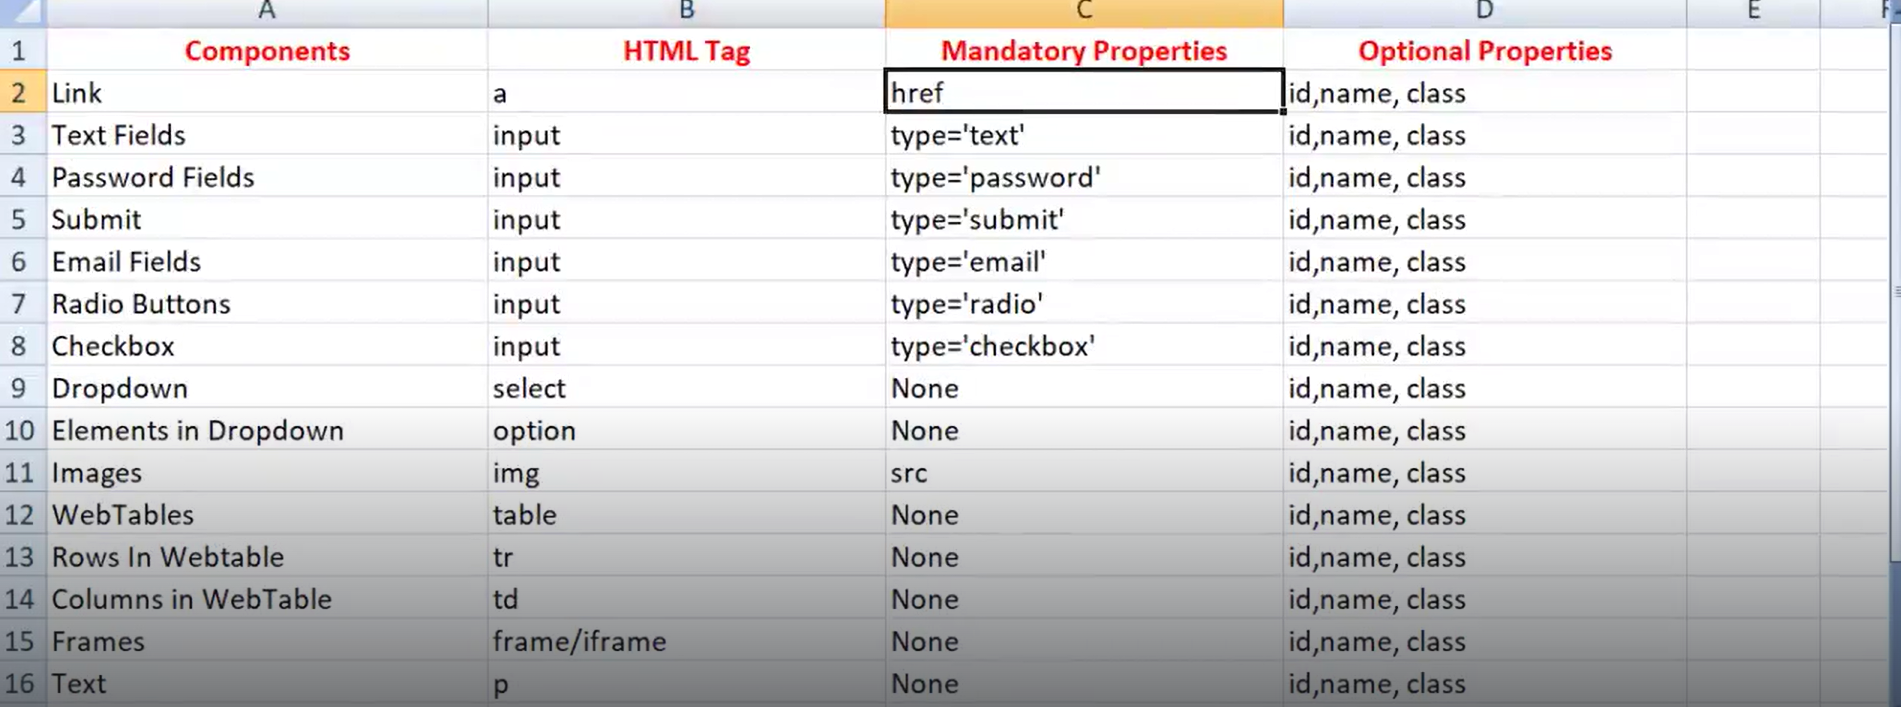 A B C D E
1 Components HTML Tag Mandatory Properties Optional Properties
2 Link a href id,name, class
3 Text Fields input type='text' id,name, class
4 Password Fields input type='password' id,name, class
5 Submit input type='submit' id,name, class
6 Email Fields input type='email' id,name, class
7 Radio Buttons input type='radio' id,name, class
8 Checkbox input type='checkbox' id,name, class
9 Dropdown select None id,name, class
10 Elements in Dropdown option None id,name, class
11 Images img src id,name, class
12 WebTables table None id,name, class
13 Rows In Webtable tr None id,name, class
14 Columns in WebTable td None id,name, class
15 Frames frame/iframe None id,name, class
16 Text p None id,name, class